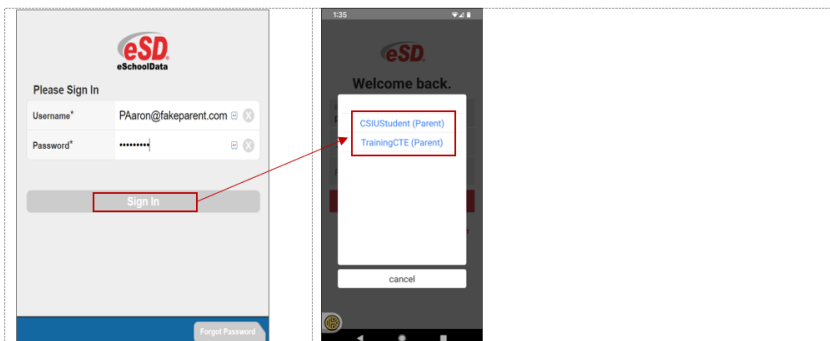 eSD
eSchoolData
Please Sign In
Username*
PAaron@fakeparent.com
Password*
Sign In
Forgot Password
1:35
eSD
Welcome back.
CSIUStudent (Parent)
TrainingCTE (Parent)
cancel